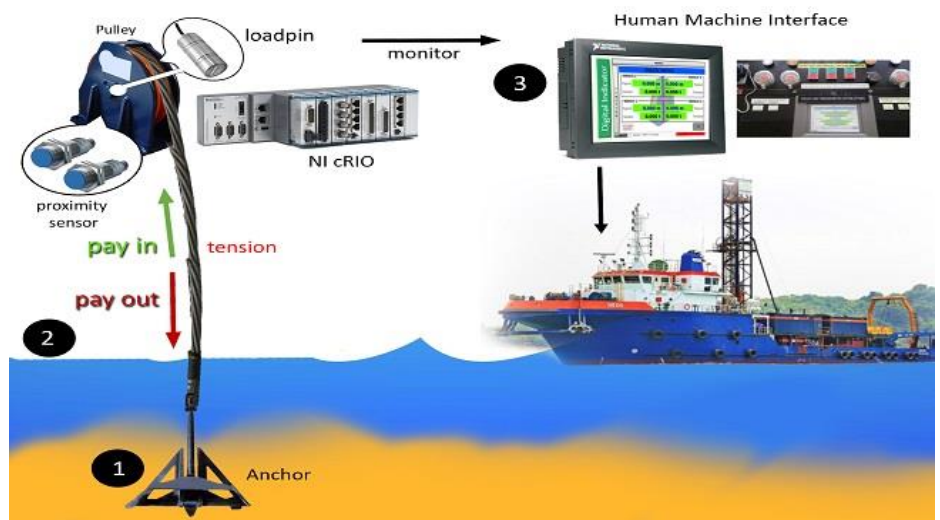 Pulley
loadpin
monitor
Human Machine Interface
3
Digital Indicator
NI cRIO
proximity
sensor
pay in
tension
pay out
2
1
Anchor